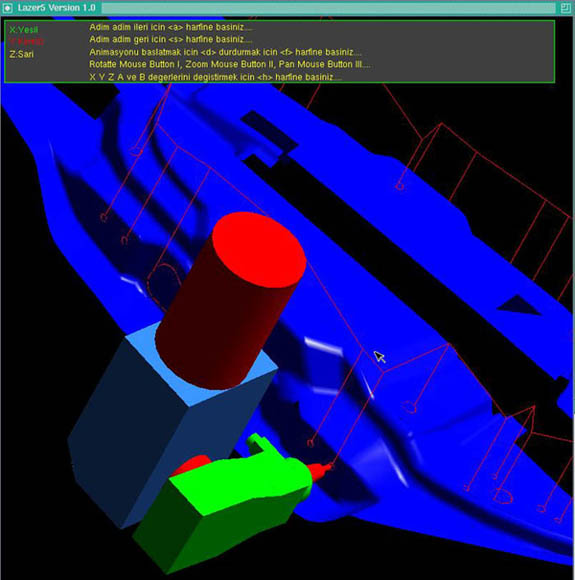 Lazer5 Version 1.0
X:Yesil
Adim adim ileri icin <a> harfine basiniz....
Adim adim geri icin <s> harfine basiniz....
Z:Sari
Animasyonu baslatmak icin <d> durdurmak icin <f> harfine basiniz....
Rotatte Mouse Button I, Zoom Mouse Button II, Pan Mouse Button III....
X Y Z A ve B degerlerini degistirmek icin <h> harfine basiniz....